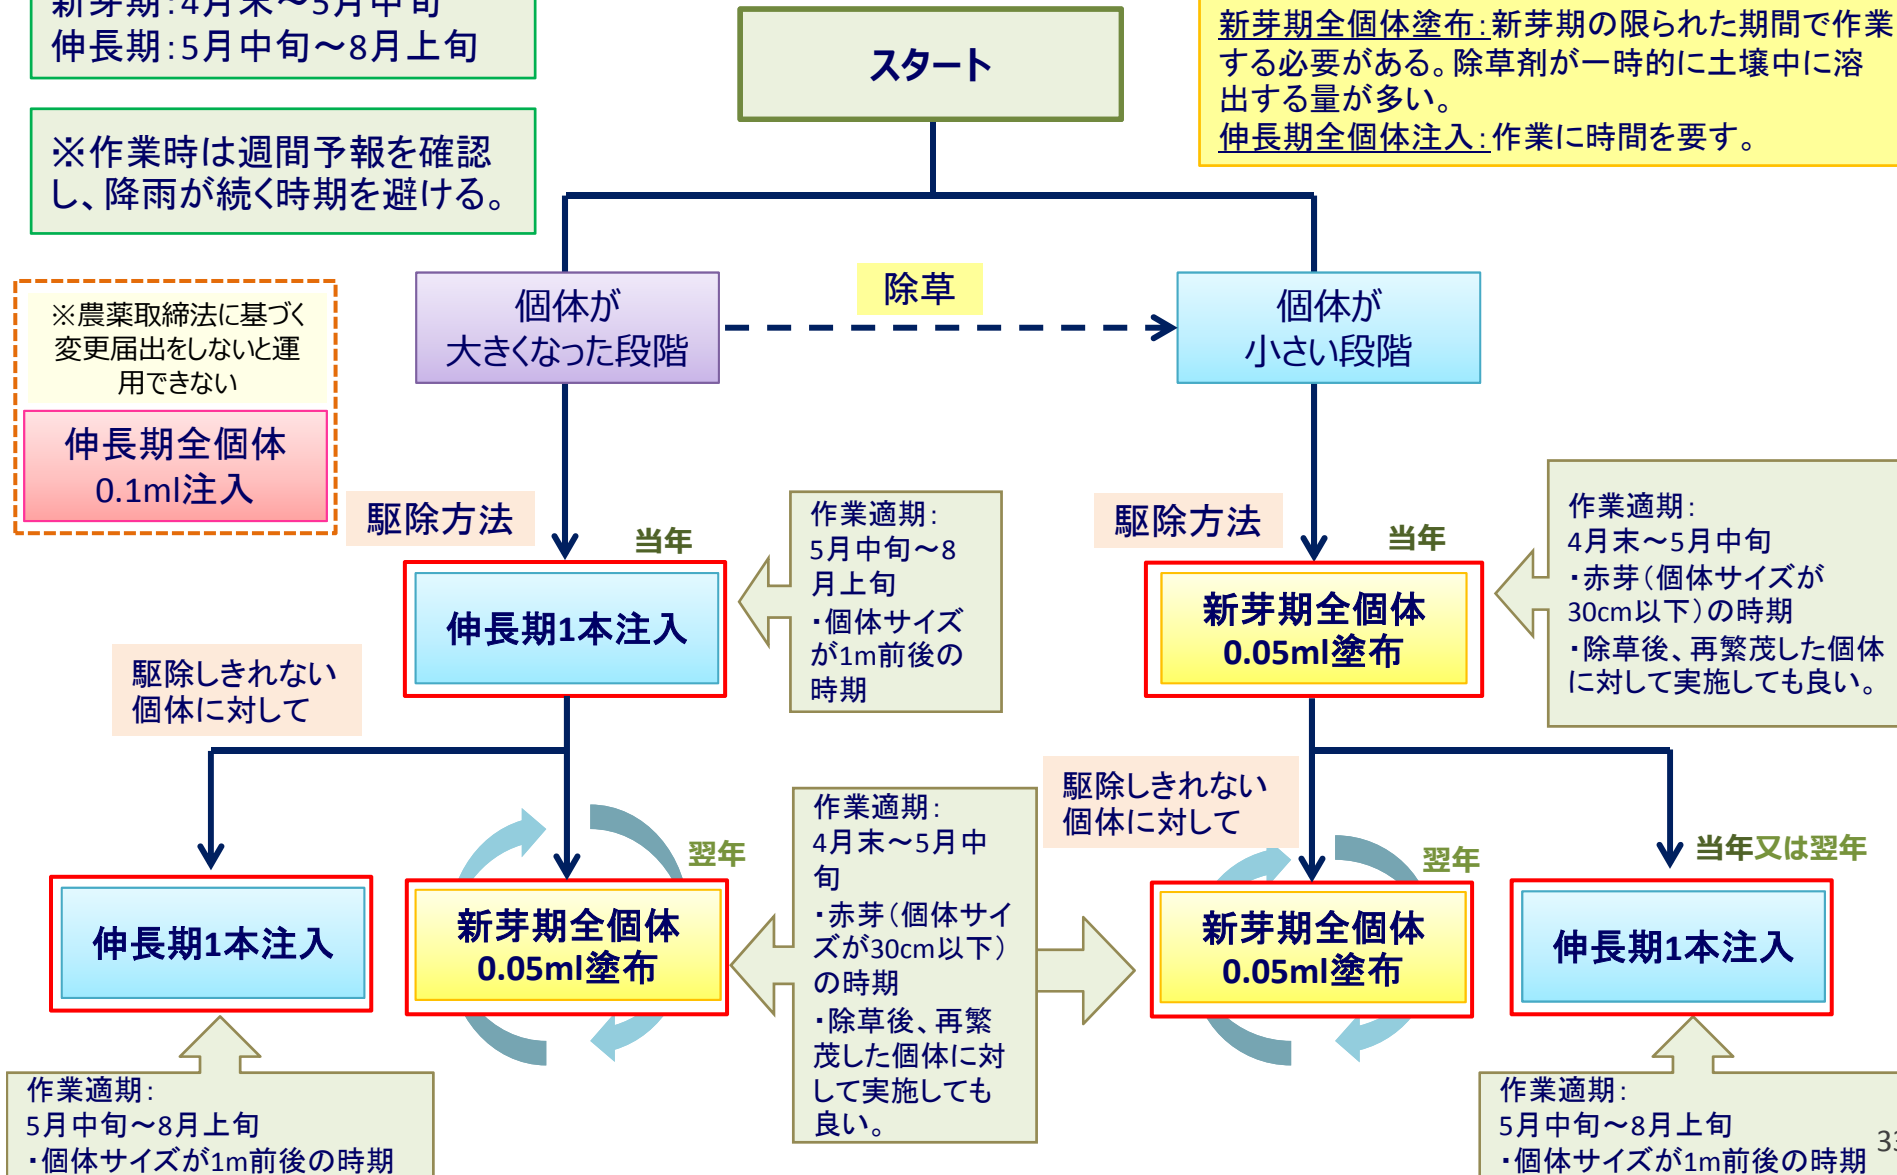 新芽期：4月末～5月中旬
伸長期：5月中旬～8月上旬
※作業時は週間予報を確認
し、降雨が続く時期を避ける。
スタート
新芽期全個体塗布：新芽期の限られた期間で作業
する必要がある。除草剤が一時的に土壌中に溶
出する量が多い。
伸長期全個体注入：作業に時間を要す。
※農薬取締法に基づく
変更届出をしないと運
用できない
伸長期全個体
0.1ml注入
個体が
大きくなった段階
除草
個体が
小さい段階
駆除方法
当年
伸長期1本注入
作業適期：
5月中旬～8
月上旬
・個体サイズ
が1m前後の
時期
駆除方法
当年
新芽期全個体
0.05ml塗布
作業適期：
4月末～5月中旬
・赤芽（個体サイズが
30cm以下）の時期
・除草後、再繁茂した個体
に対して実施しても良い。
駆除しきれない
個体に対して
伸長期1本注入
翌年
新芽期全個体
0.05ml塗布
作業適期：
4月末～5月中
旬
・赤芽（個体サイ
ズが30cm以下）
の時期
・除草後、再繁
茂した個体に対
して実施しても
良い。
駆除しきれない
個体に対して
翌年
新芽期全個体
0.05ml塗布
当年又は翌年
伸長期1本注入
作業適期：
5月中旬～8月上旬
・個体サイズが1m前後の時期
作業適期：
5月中旬～8月上旬
・個体サイズが1m前後の時期